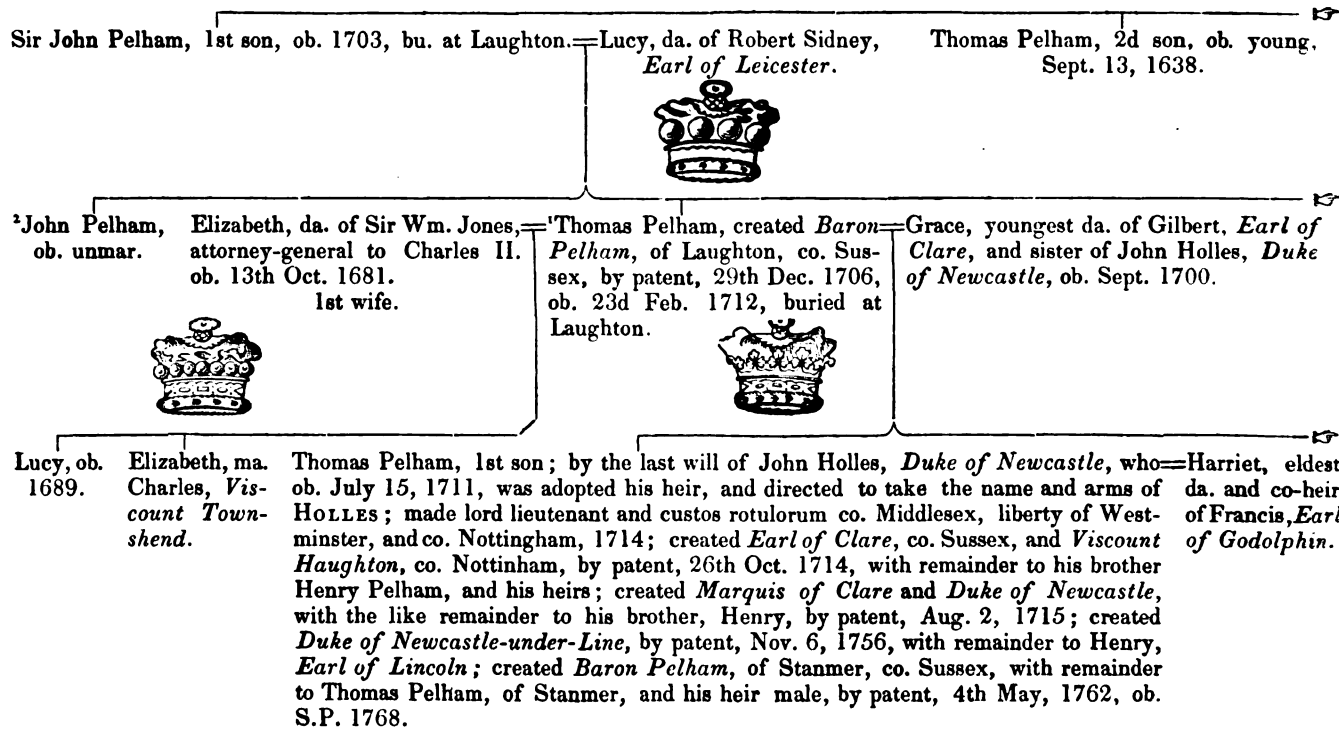 Sir John Pelham, 1st son, ob. 1703, bu. at Laughton.=Lucy, da. of Robert Sidney,
Earl of Leicester.
Thomas Pelham, 2d son, ob. young,
Sept. 13, 1638.
²John Pelham,
ob. unmar.
Elizabeth, da. of Sir Wm. Jones,=
attorney-general to Charles II.
ob. 13th Oct. 1681.
1st wife.
¹Thomas Pelham, created Baron=
Pelham, of Laughton, co. Sus-
sex, by patent, 29th Dec. 1706,
ob. 23d Feb. 1712, buried at
Laughton.
Grace, youngest da. of Gilbert, Earl of
Clare, and sister of John Holles, Duke
of Newcastle, ob. Sept. 1700.
Lucy, ob.
1689.
Elizabeth, ma.
Charles, Vis-
count Town-
shend.
Thomas Pelham, 1st son; by the last will of John Holles, Duke of Newcastle, who=
ob. July 15, 1711, was adopted his heir, and directed to take the name and arms of
HOLLES; made lord lieutenant and custos rotulorum co. Middlesex, liberty of West-
minster, and co. Nottingham, 1714; created Earl of Clare, co. Sussex, and Viscount
Haughton, co. Nottinham, by patent, 26th Oct. 1714, with remainder to his brother
Henry Pelham, and his heirs; created Marquis of Clare and Duke of Newcastle,
with the like remainder to his brother, Henry, by patent, Aug. 2, 1715; created
Duke of Newcastle-under-Line, by patent, Nov. 6, 1756, with remainder to Henry,
Earl of Lincoln; created Baron Pelham, of Stanmer, co. Sussex, with remainder
to Thomas Pelham, of Stanmer, and his heir male, by patent, 4th May, 1762, ob.
S.P. 1768.
Harriet, eldest
da. and co-heir
of Francis, Earl
of Godolphin.